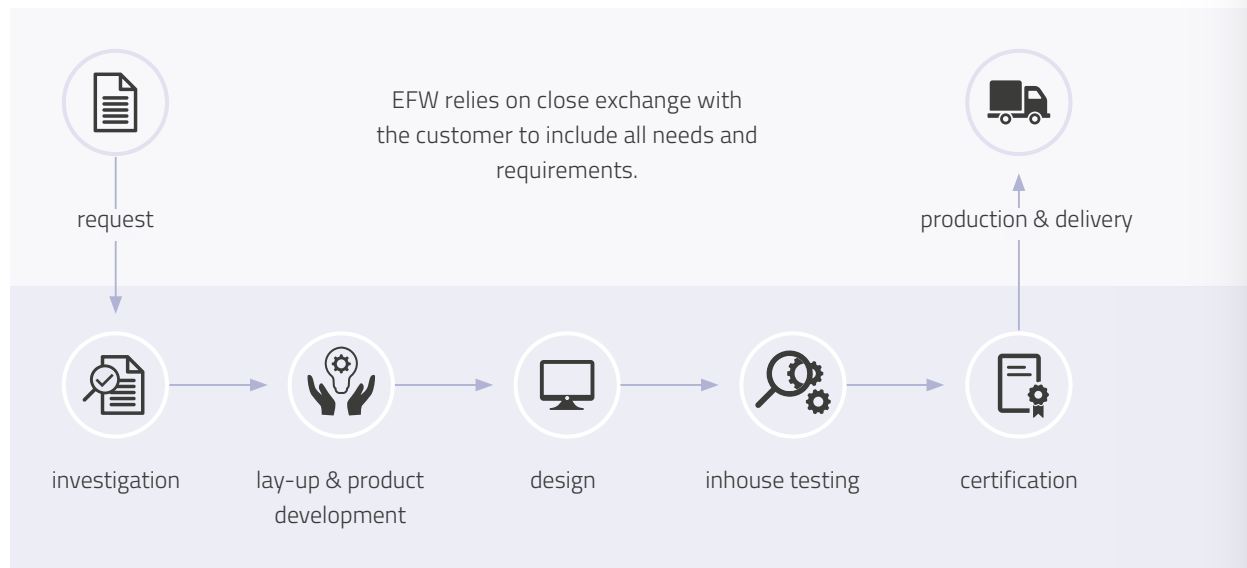 EFW relies on close exchange with
the customer to include all needs and
requirements.
request
production & delivery
investigation
lay-up & product
development
design
inhouse testing
certification